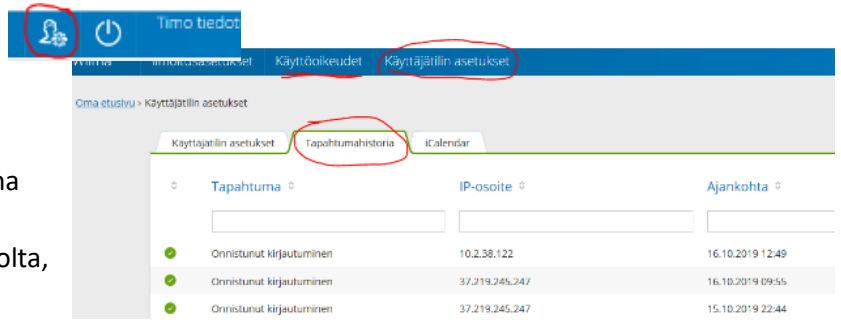 Timo tiedot
Wilma Ilmoitusasetukset Käyttöoikeudet Käyttäjätilin asetukset
Oma etusivu > Käyttäjätilin asetukset
Käyttäjätilin asetukset Tapahtumahistoria iCalendar
na
olta,
Tapahtuma IP-osoite Ajankohta
Onnistunut kirjautuminen 10.2.38.122 16.10.2019 12:49
Onnistunut kirjautuminen 37.219.245.247 16.10.2019 09:55
Onnistunut kirjautuminen 37.219.245.247 15.10.2019 22:44